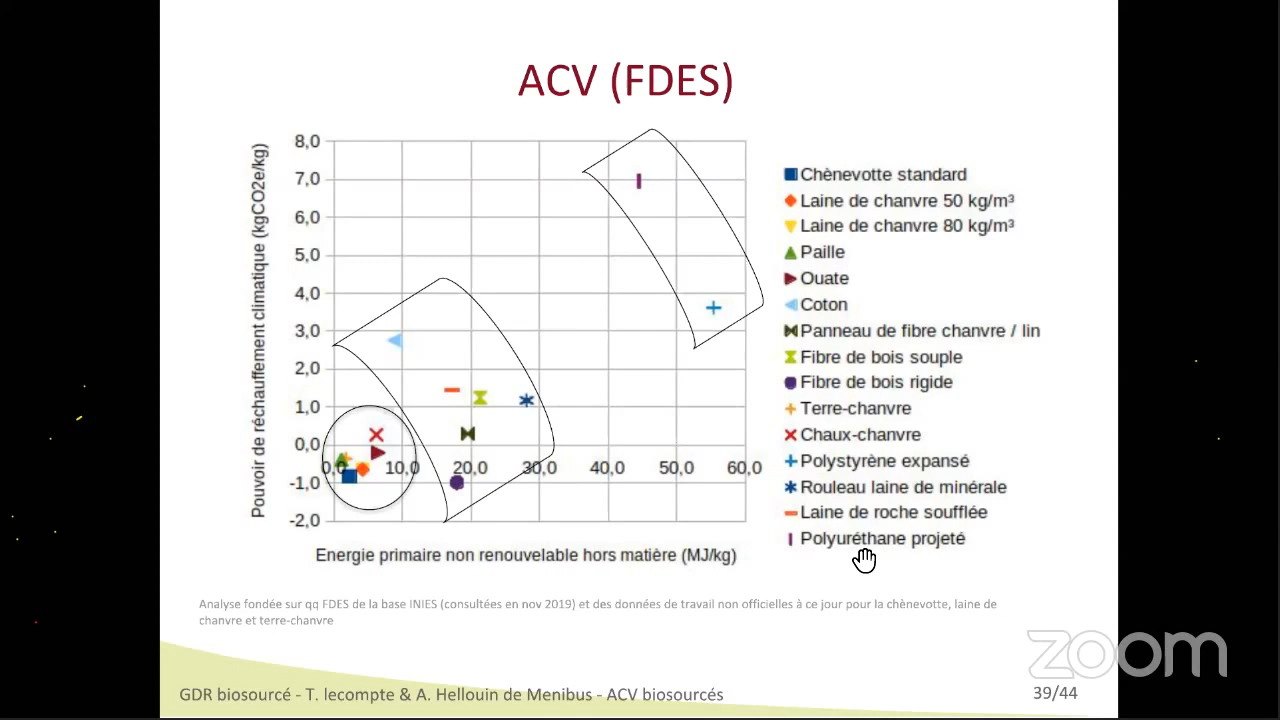 ACV (FDES)
Pouvoir de réchauffement climatique (kgCO2e/kg)
8,0
7,0
6,0
5,0
4,0
3,0
2,0
1,0
0,0
-1,0
-2,0
0,0 10,0 20,0 30,0 40,0 50,0 60,0
Energie primaire non renouvelable hors matière (MJ/kg)
Chènevotte standard
Laine de chanvre 50 kg/m³
Laine de chanvre 80 kg/m³
Paille
Ouate
Coton
Panneau de fibre chanvre / lin
Fibre de bois souple
Fibre de bois rigide
Terre-chanvre
Chaux-chanvre
Polystyrène expansé
Rouleau laine de minérale
Laine de roche soufflée
Polyuréthane projeté
Analyse fondée sur qq FDES de la base INIES (consultées en nov 2019) et des données de travail non officielles à ce jour pour la chènevotte, laine de
chanvre et terre-chanvre
zoom
GDR biosourcé - T. lecompte & A. Hellouin de Menibus - ACV biosourcés
39/44